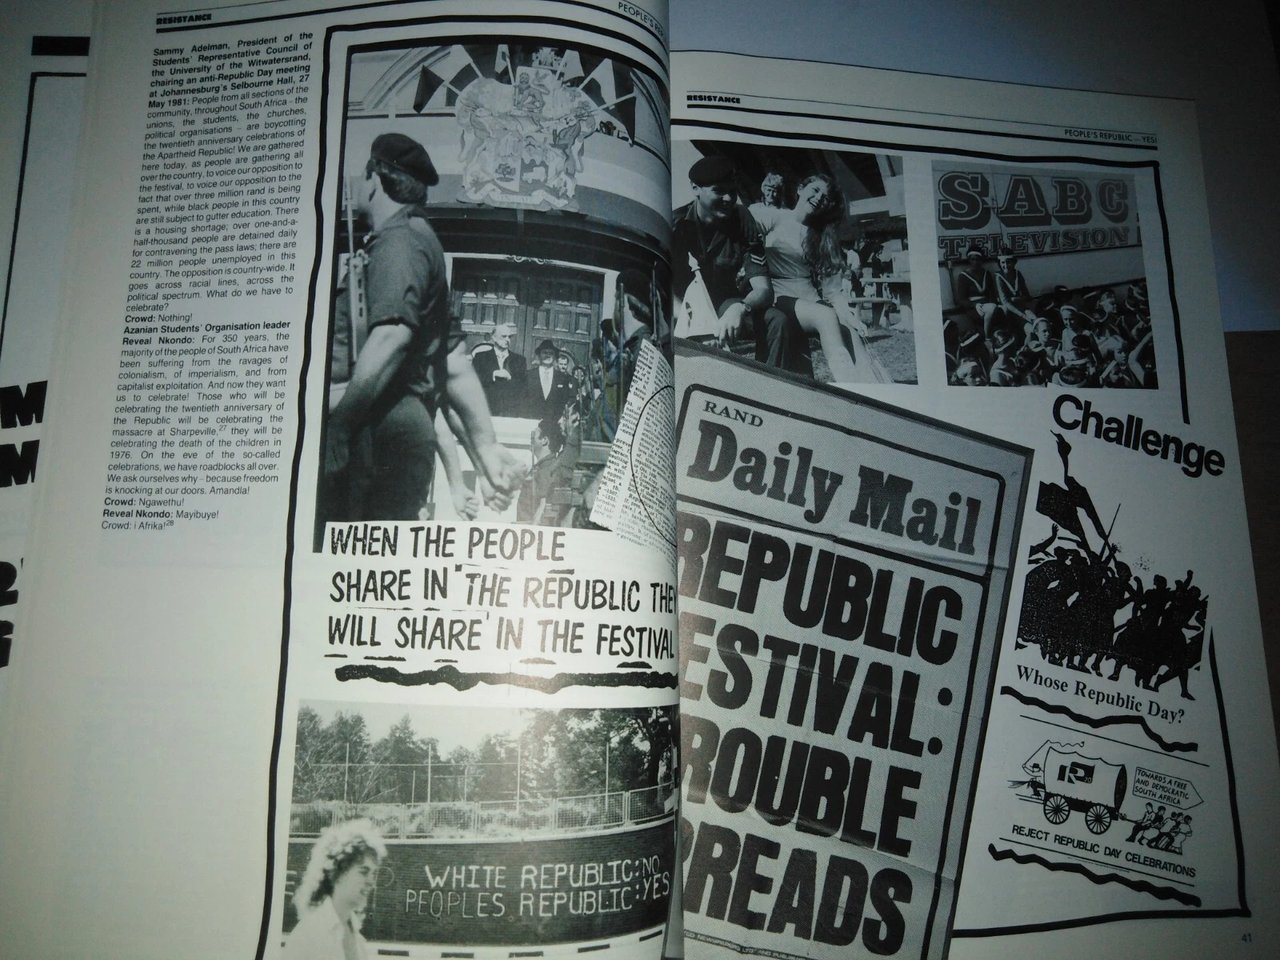 RESISTANCE
PEOPLE'S RE
Sammy Adelman, President of the
Students' Representative Council of
the University of the Witwatersrand,
chairing an anti-Republic Day meeting
at Johannesburg's Selbourne Hall, 27
May 1981: People from all sections of the
community, throughout South Africa - the
unions, the students, the churches,
political organisations - are boycotting
the twentieth anniversary celebrations of
the Apartheid Republic! We are gathered
here today, as people are gathering all
over the country, to voice our opposition to
the festival, to voice our opposition to the
fact that over three million rand is being
spent, while black people in this country
are still subject to gutter education. There
is a housing shortage; over one-and-a-
half-thousand people are detained daily
for contravening the pass laws; there are
22 million people unemployed in this
country. The opposition is country-wide. It
goes across racial lines, across the
political spectrum. What do we have to
celebrate?
Crowd: Nothing!
Azanian Students' Organisation leader
Reveal Nkondo: For 350 years, the
majority of the people of South Africa have
been suffering from the ravages of
colonialism, of imperialism, and from
capitalist exploitation. And now they want
us to celebrate! Those who will be
celebrating the twentieth anniversary of
the Republic will be celebrating the
massacre at Sharpeville,27 they will be
celebrating the death of the children in
1976. On the eve of the so-called
celebrations, we have roadblocks all over.
We ask ourselves why - because freedom
is knocking at our doors. Amandla!
Crowd: Ngawethu!
Reveal Nkondo: Mayibuye!
Crowd: i Afrika!28
WHEN THE PEOPLE
SHARE IN THE REPUBLIC THEY
WILL SHARE IN THE FESTIVAL
WHITE REPUBLIC: NO
PEOPLES REPUBLIC: YES
RESISTANCE
PEOPLE'S REPUBLIC — YES!
SABC
TELEVISION
RAND
Daily Mail
REPUBLIC
ESTIVAL:
ROUBLE
READS
Challenge
Whose Republic Day?
TOWARDS A FREE
AND DEMOCRATIC
SOUTH AFRICA
REJECT REPUBLIC DAY CELEBRATIONS
41